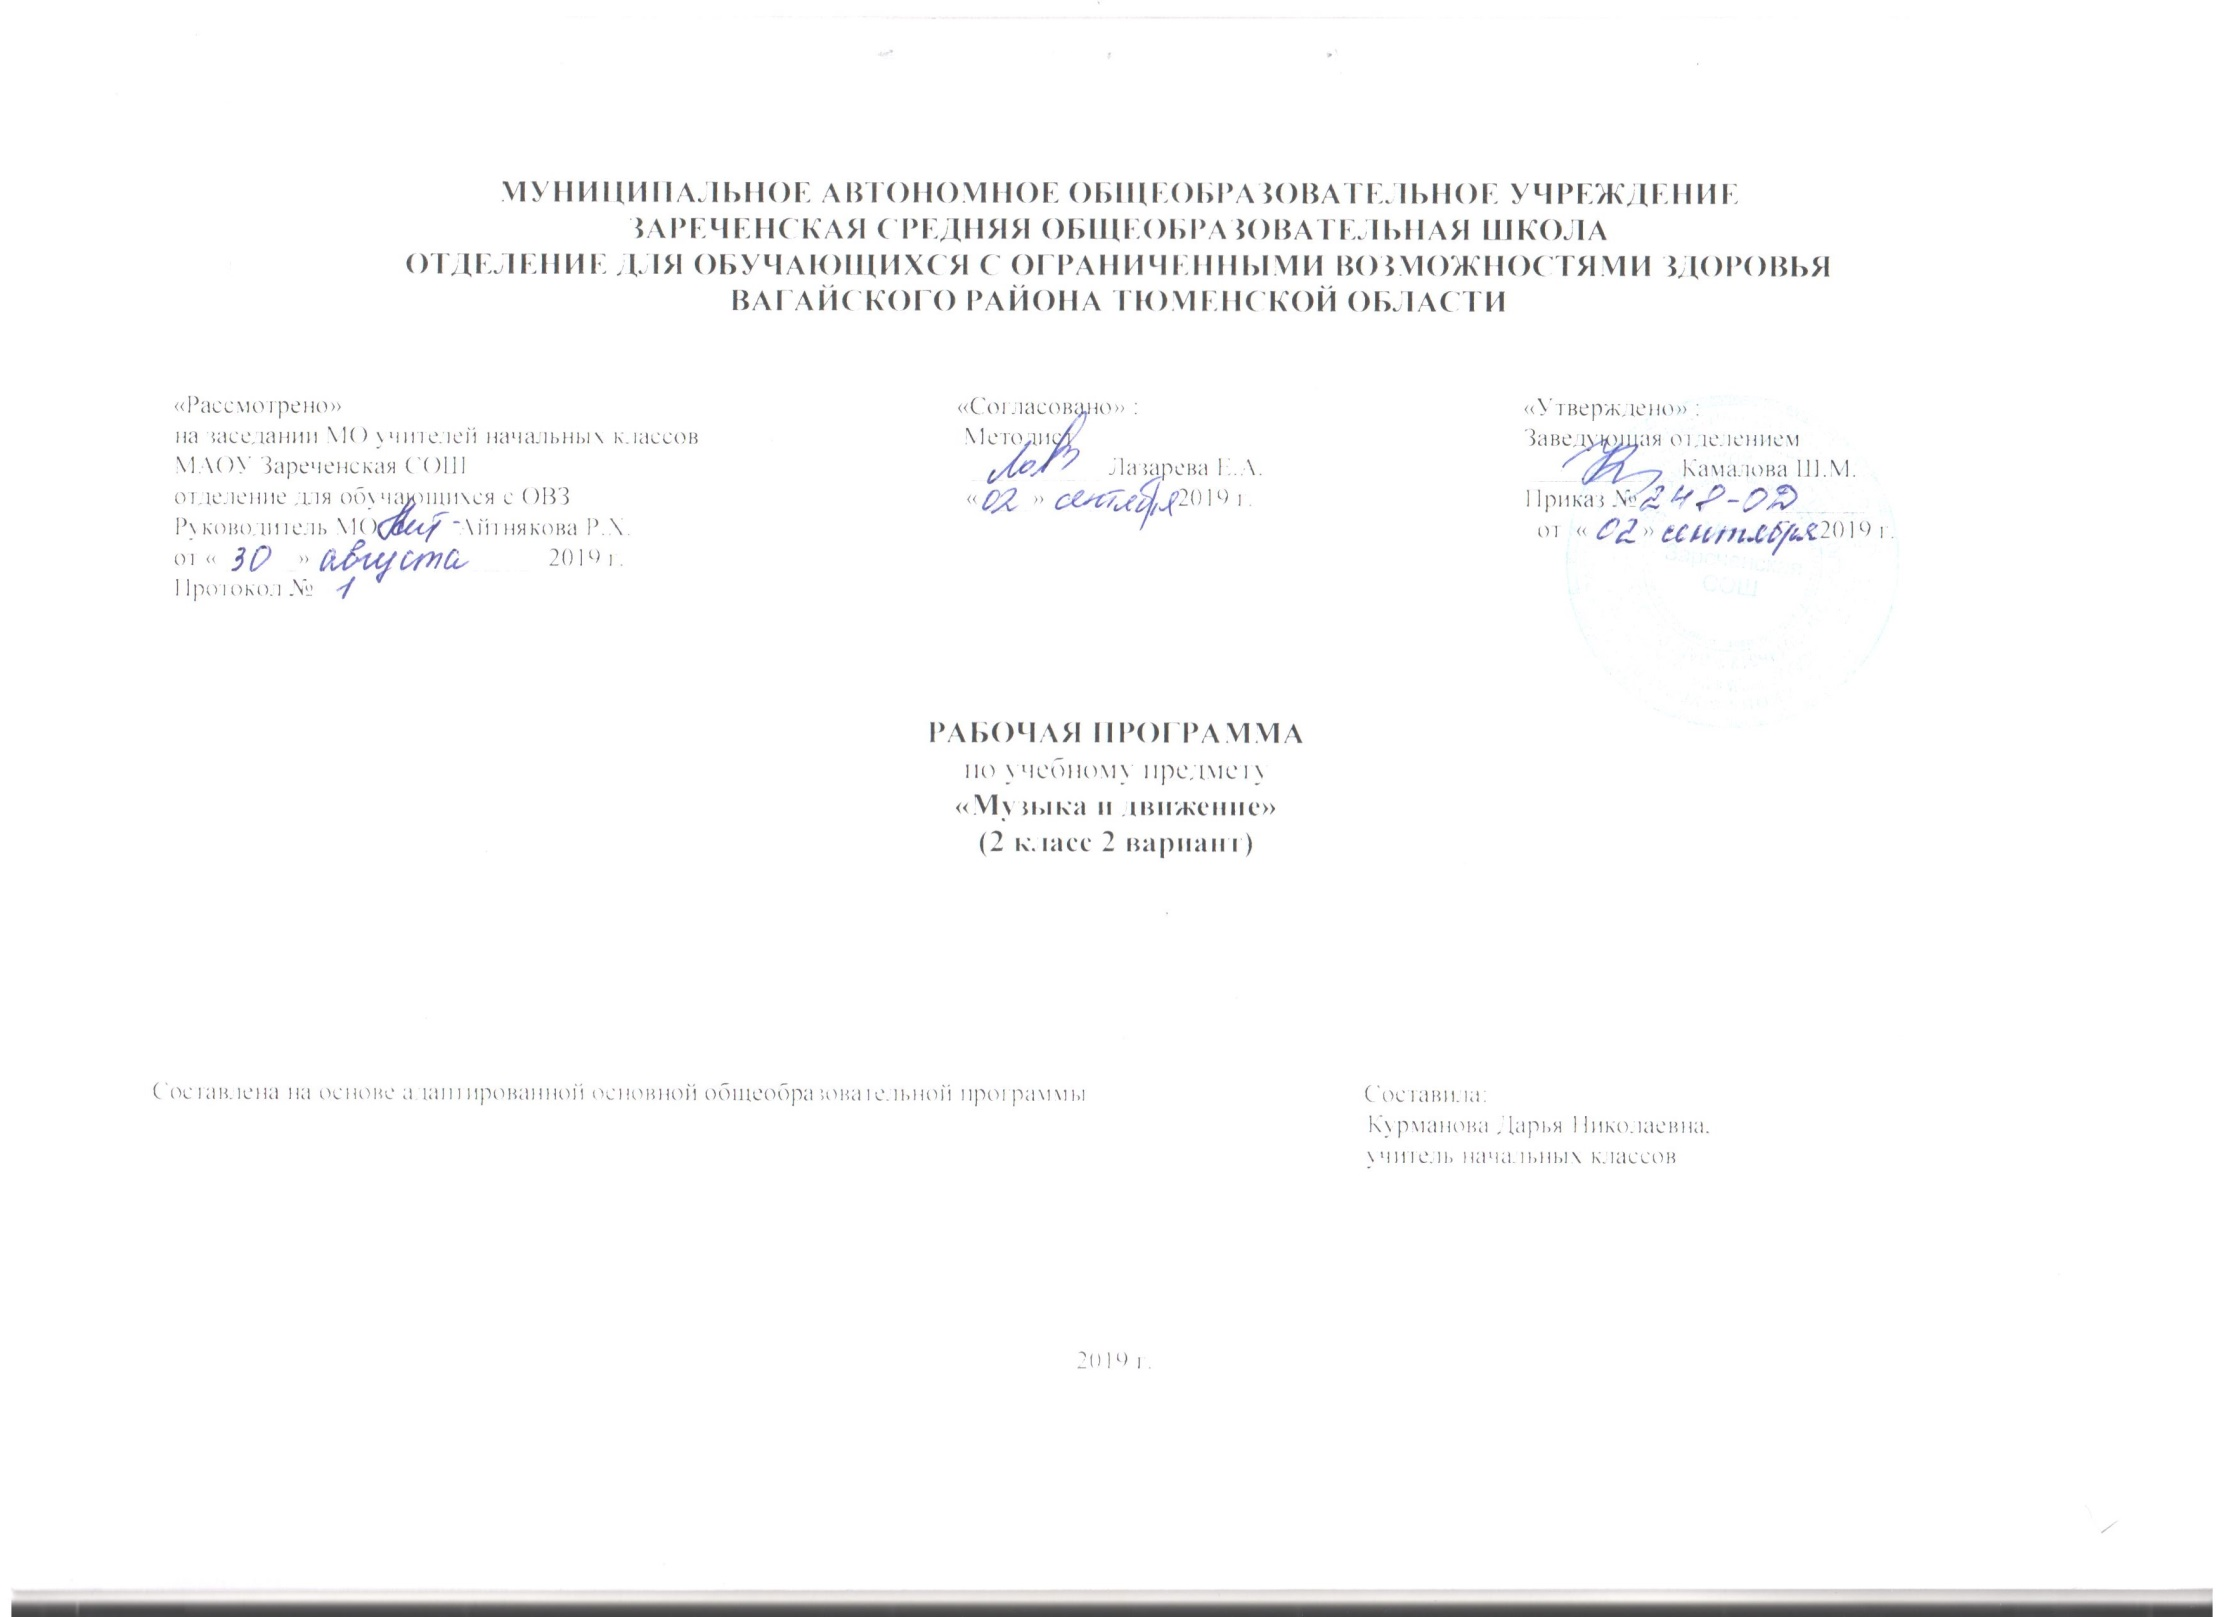 МУНИЦИПАЛЬНОЕ АВТОНОМНОЕ ОБЩЕОБРАЗОВАТЕЛЬНОЕ УЧРЕЖДЕНИЕ
ЗАРЕЧЕНСКАЯ СРЕДНЯЯ ОБЩЕОБРАЗОВАТЕЛЬНАЯ ШКОЛА
ОТДЕЛЕНИЕ ДЛЯ ОБУЧАЮЩИХСЯ С ОГРАНИЧЕННЫМИ ВОЗМОЖНОСТЯМИ ЗДОРОВЬЯ
ВАГАЙСКОГО РАЙОНА ТЮМЕНСКОЙ ОБЛАСТИ
«Рассмотрено»
на заседании МО учителей начальных классов
МАОУ Зареченская СОШ
отделение для обучающихся с ОВЗ
Руководитель МО Айтнякова Р.Х.
от « 30 » августа 2019 г.
Протокол № 1
«Согласовано» :
Методист
Лазарева Е.А.
« 02 » сентября 2019 г.
«Утверждено» :
Заведующая отделением
Камалова Ш.М.
Приказ № 248-ОД
от « 02 » сентября 2019 г.
Зареченская
СОШ
РАБОЧАЯ ПРОГРАММА
по учебному предмету
«Музыка и движение»
(2 класс 2 вариант)
Составлена на основе адаптированной основной общеобразовательной программы
Составила:
Курманова Дарья Николаевна.
учитель начальных классов
2019 г.